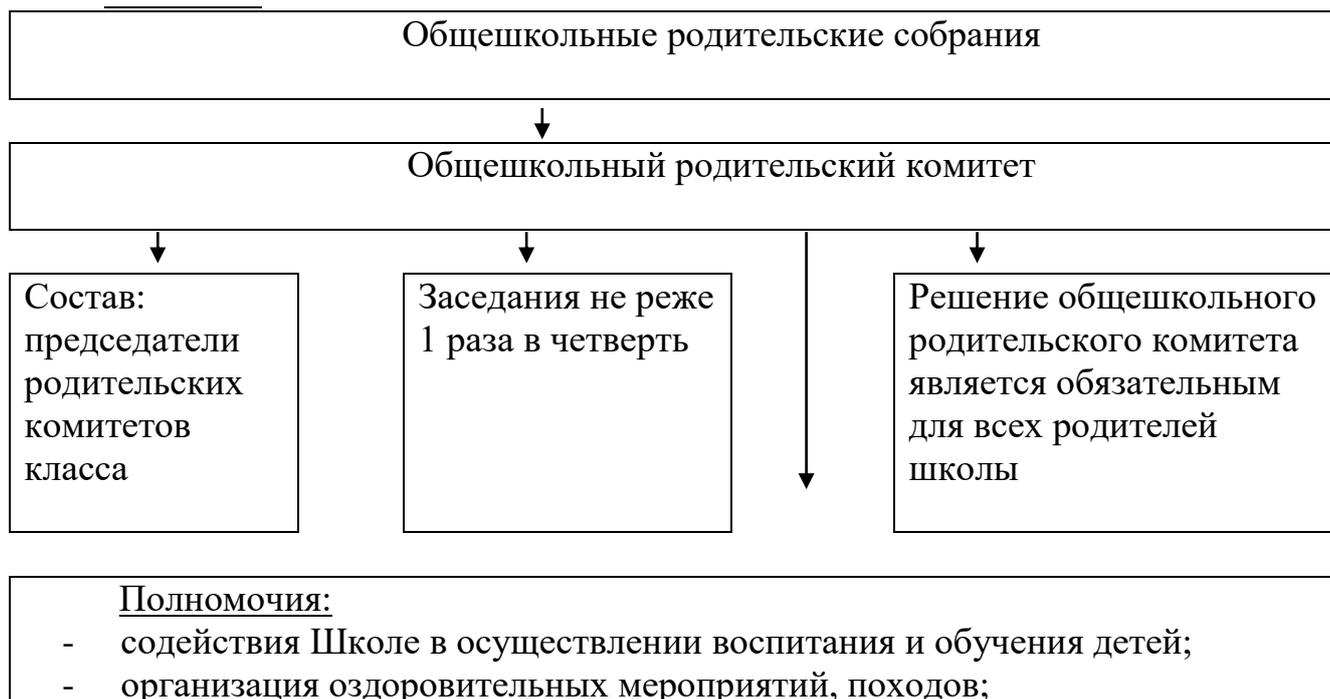 Общешкольные родительские собрания
Общешкольный родительский комитет
Состав:
председатели
родительских
комитетов
класса
Заседания не реже
1 раза в четверть
Решение общешкольного
родительского комитета
является обязательным
для всех родителей
школы
Полномочия:
- содействия Школе в осуществлении воспитания и обучения детей;
- организация оздоровительных мероприятий, походов;